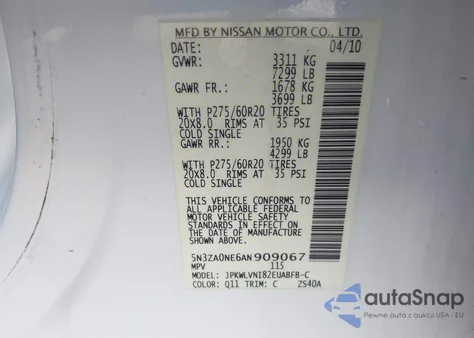 MFD BY NISSAN MOTOR CO., LTD.
DATE: 04/10
GVWR: 3311 KG
7299 LB
GAWR FR.: 1678 KG
3699 LB
WITH P275/60R20 TIRES
20X8.0 RIMS AT 35 PSI
COLD SINGLE
GAWR RR.: 1950 KG
4299 LB
WITH P275/60R20 TIRES
20X8.0 RIMS AT 35 PSI
COLD SINGLE
THIS VEHICLE CONFORMS TO
ALL APPLICABLE FEDERAL
MOTOR VEHICLE SAFETY
STANDARDS IN EFFECT ON THE
DATE OF MANUFACTURE
SHOWN ABOVE.
5N3ZA0NE6AN909067
MPV 115
MODEL: JPKWLVNI82EUABFB-C
COLOR: Q11 TRIM: C ZS40A
autoSnap
Pewne auta z aukcji USA - EU